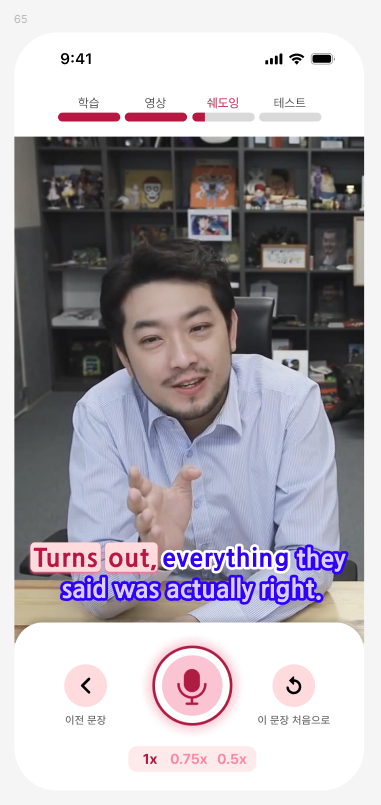 65
9:41
학습 영상 쉐도잉 테스트
Turns out, everything they
said was actually right.
이전 문장 이 문장 처음으로
1x 0.75x 0.5x